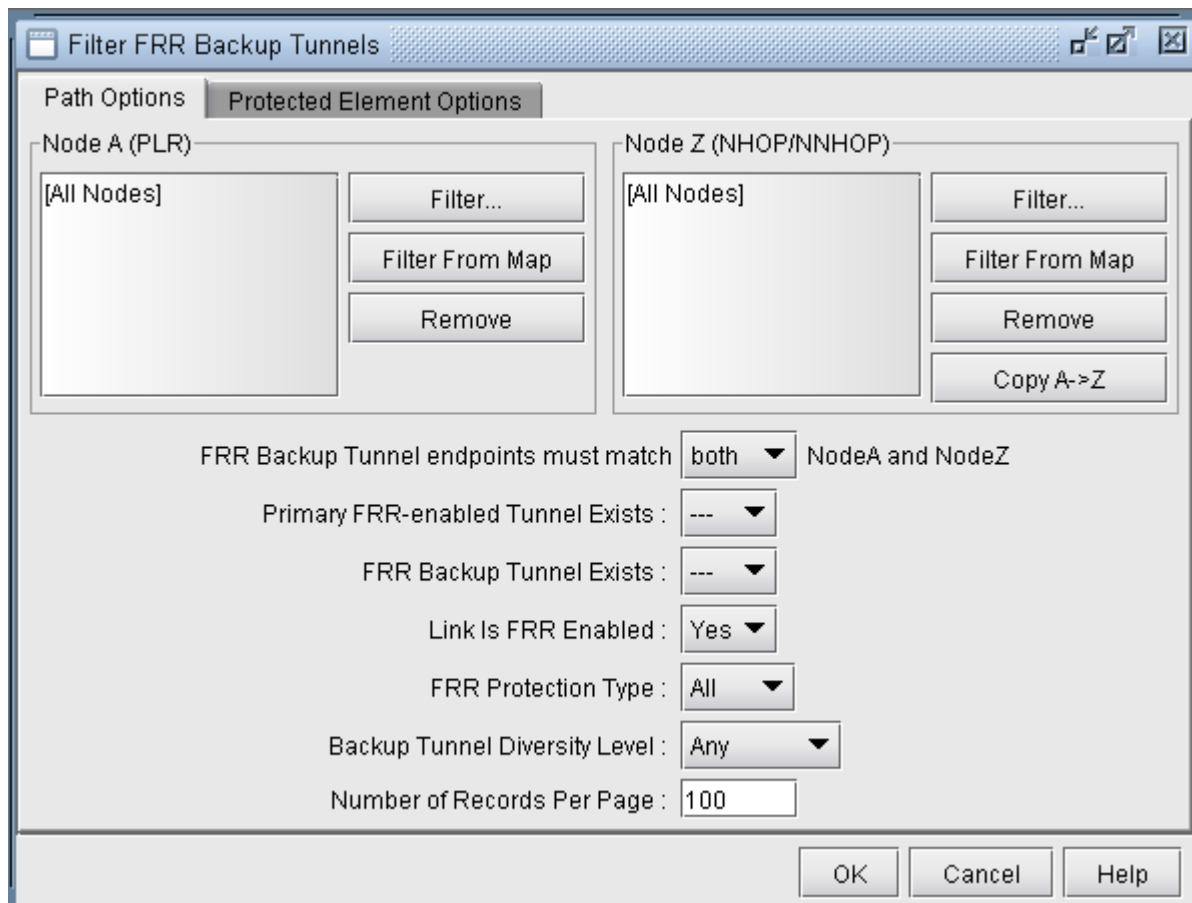 Filter FRR Backup Tunnels
Path Options
Protected Element Options
Node A (PLR)
[All Nodes]
Filter...
Filter From Map
Remove
Node Z (NHOP/NNHOP)
[All Nodes]
Filter...
Filter From Map
Remove
Copy A->Z
FRR Backup Tunnel endpoints must match both NodeA and NodeZ
Primary FRR-enabled Tunnel Exists : ---
FRR Backup Tunnel Exists : ---
Link Is FRR Enabled : Yes
FRR Protection Type : All
Backup Tunnel Diversity Level : Any
Number of Records Per Page : 100
OK Cancel Help